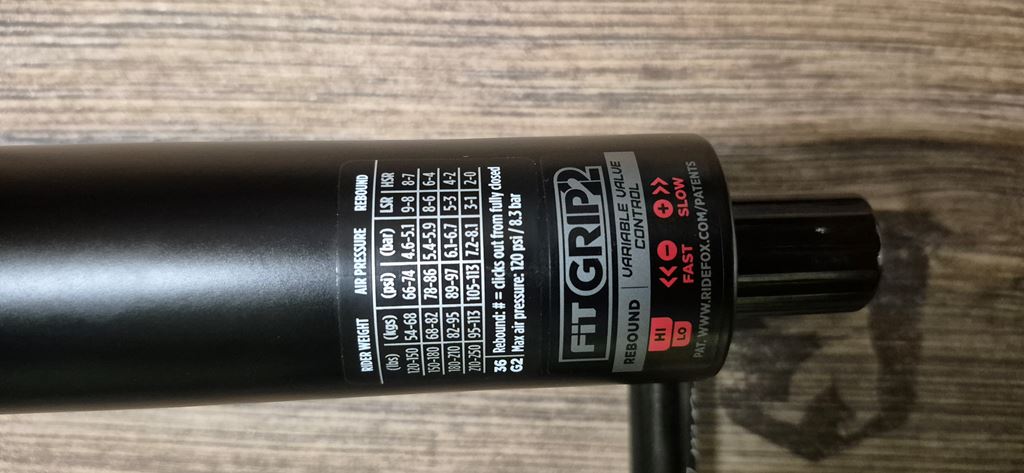 RIDER WEIGHT AIR PRESSURE REBOUND
(lbs) (kgs) (psi) (bar) LSR HSR
120-150 54-68 66-74 4.6-5.1 9-8 8-7
150-180 68-82 78-86 5.4-5.9 8-6 6-4
180-210 82-95 89-97 6.1-6.7 5-3 4-2
210-250 95-113 105-113 7.2-8.1 3-1 2-0
36 Rebound: # = clicks out from fully closed
G2 Max air pressure: 120 psi / 8.3 bar
FiT GRIP2
REBOUND VARIABLE VALVE
CONTROL
HI
LO
FAST SLOW
PAT. WWW.RIDEFOX.COM/PATENTS